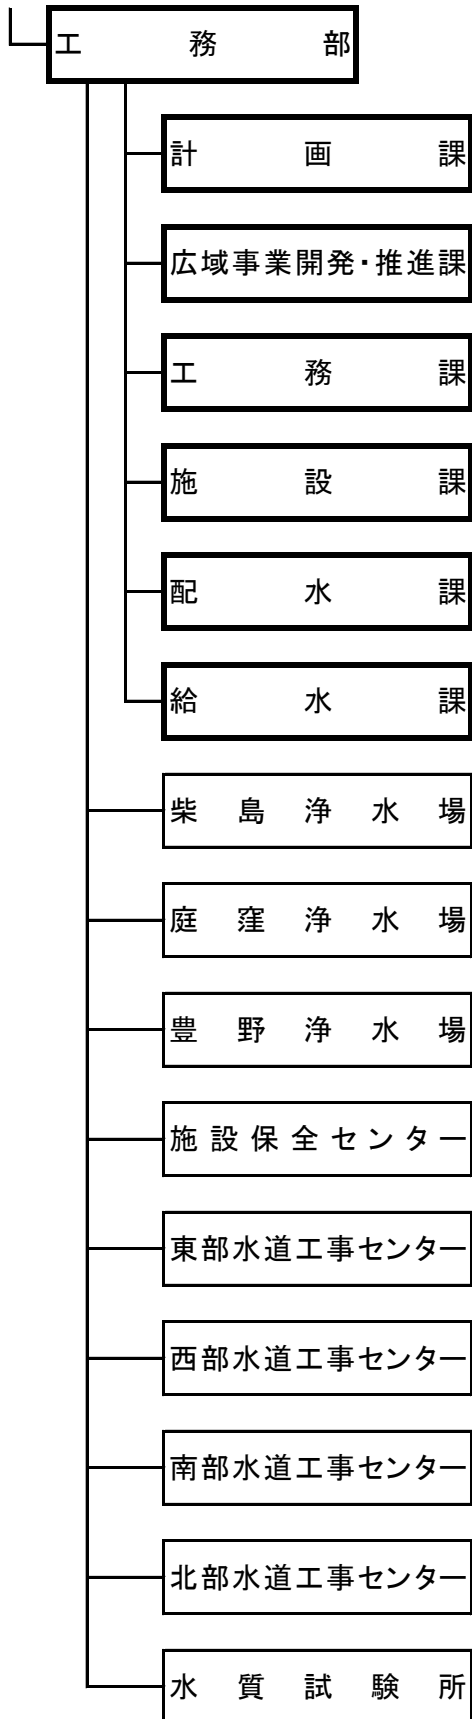 工務部
計画課
広域事業開発・推進課
工務課
施設課
配水課
給水課
柴島浄水場
庭窪浄水場
豊野浄水場
施設保全センター
東部水道工事センター
西部水道工事センター
南部水道工事センター
北部水道工事センター
水質試験所